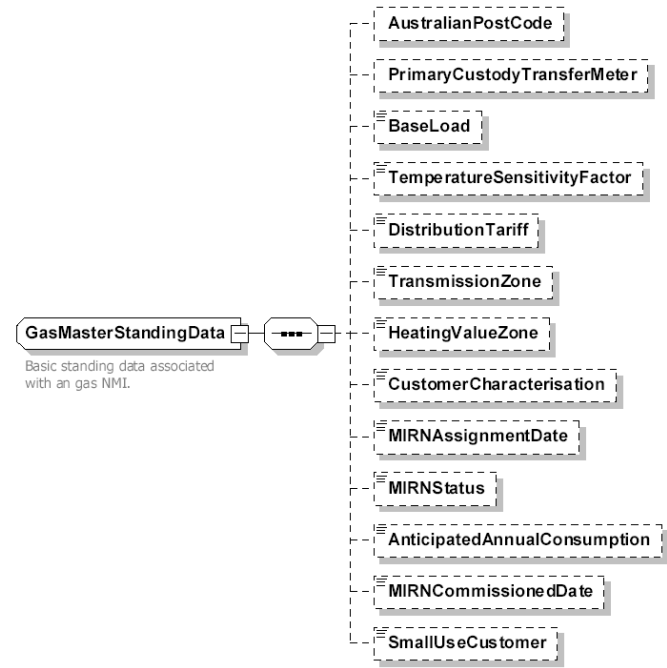 AustralianPostCode
PrimaryCustodyTransferMeter
BaseLoad
TemperatureSensitivityFactor
DistributionTariff
TransmissionZone
GasMasterStandingData
HeatingValueZone
Basic standing data associated
with an gas NMI.
CustomerCharacterisation
MIRNAssignmentDate
MIRNStatus
AnticipatedAnnualConsumption
MIRNCommissionedDate
SmallUseCustomer